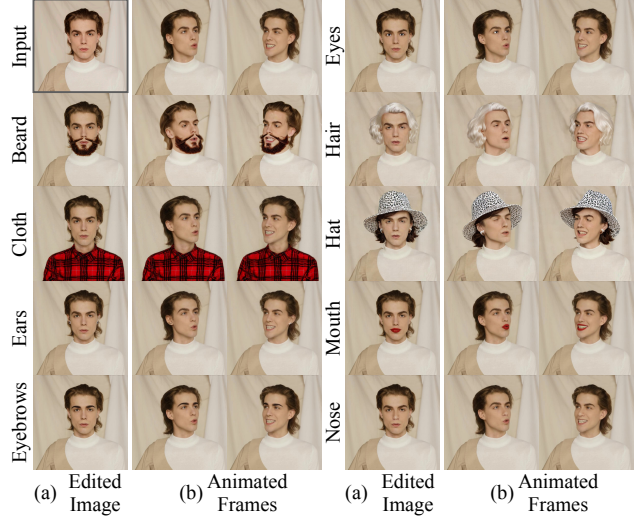 Input
Beard
Cloth
Ears
Eyebrows
(a) Edited Image
(b) Animated Frames
Eyes
Hair
Hat
Mouth
Nose
(a) Edited Image
(b) Animated Frames